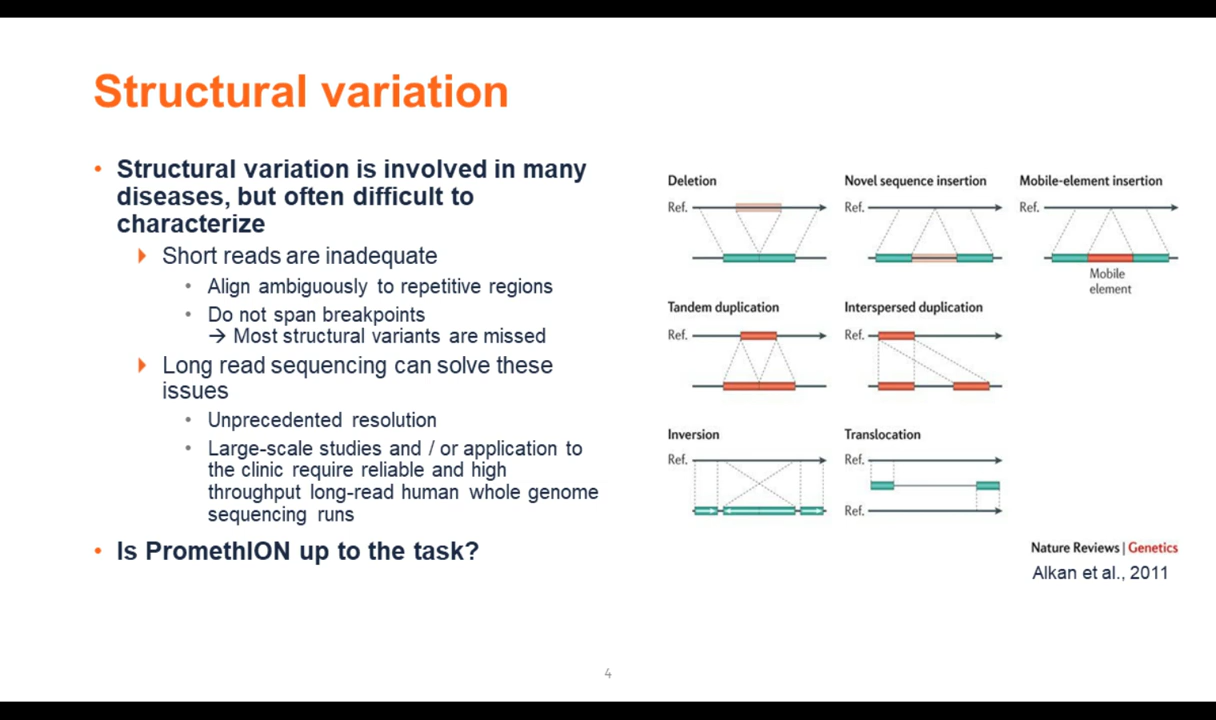 Structural variation
• Structural variation is involved in many
diseases, but often difficult to
characterize
Short reads are inadequate
• Align ambiguously to repetitive regions
• Do not span breakpoints
→ Most structural variants are missed
Long read sequencing can solve these
issues
• Unprecedented resolution
• Large-scale studies and / or application to
the clinic require reliable and high
throughput long-read human whole genome
sequencing runs
• Is PromethION up to the task?
Deletion
Ref.
Novel sequence insertion
Ref.
Mobile-element insertion
Ref.
Mobile
element
Tandem duplication
Ref.
Interspersed duplication
Ref.
Inversion
Ref.
Translocation
Ref.
Ref.
Nature Reviews | Genetics
Alkan et al., 2011
4